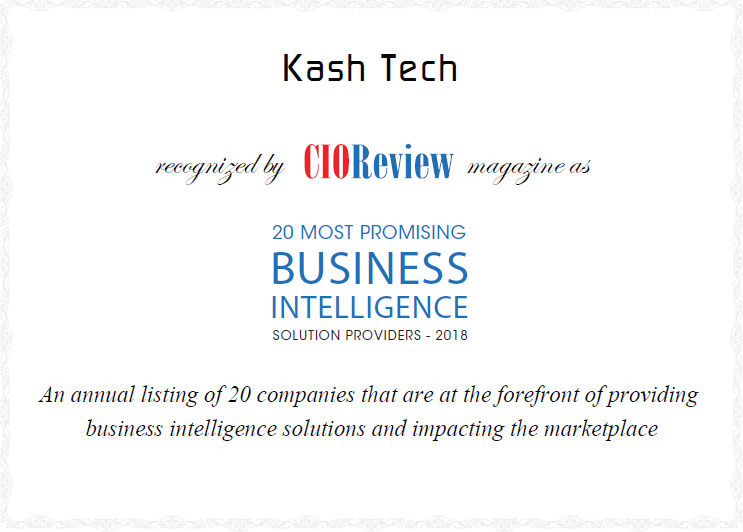 Kash Tech
recognized by CIOReview magazine as
20 MOST PROMISING
BUSINESS
INTELLIGENCE
SOLUTION PROVIDERS - 2018
An annual listing of 20 companies that are at the forefront of providing
business intelligence solutions and impacting the marketplace